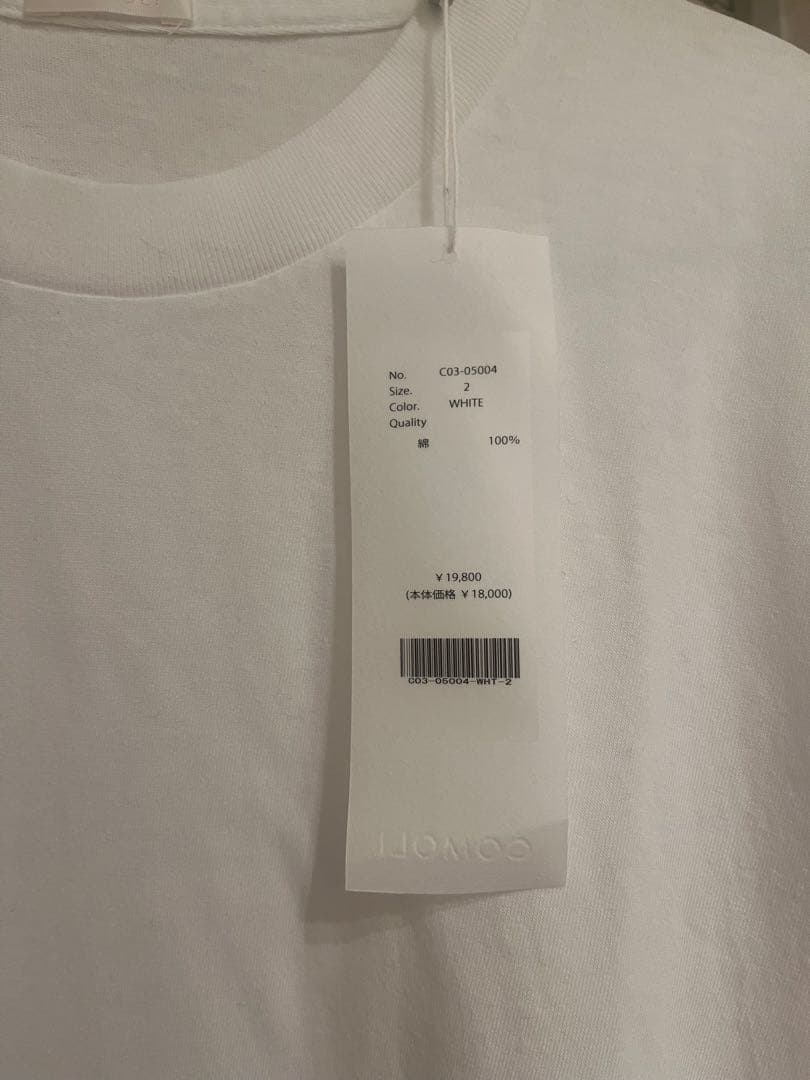 No. C03-05004
Size. 2
Color. WHITE
Quality
綿 100%
¥19,800
(本体価格 ¥18,000)
C03-05004-WHT-2
COMOLI